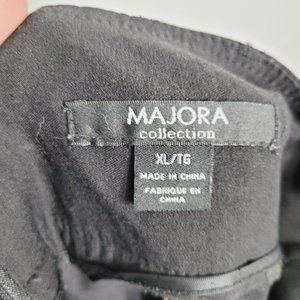 MAJORA
collection
XL/TG
MADE IN CHINA
FABRIQUE EN
CHINA